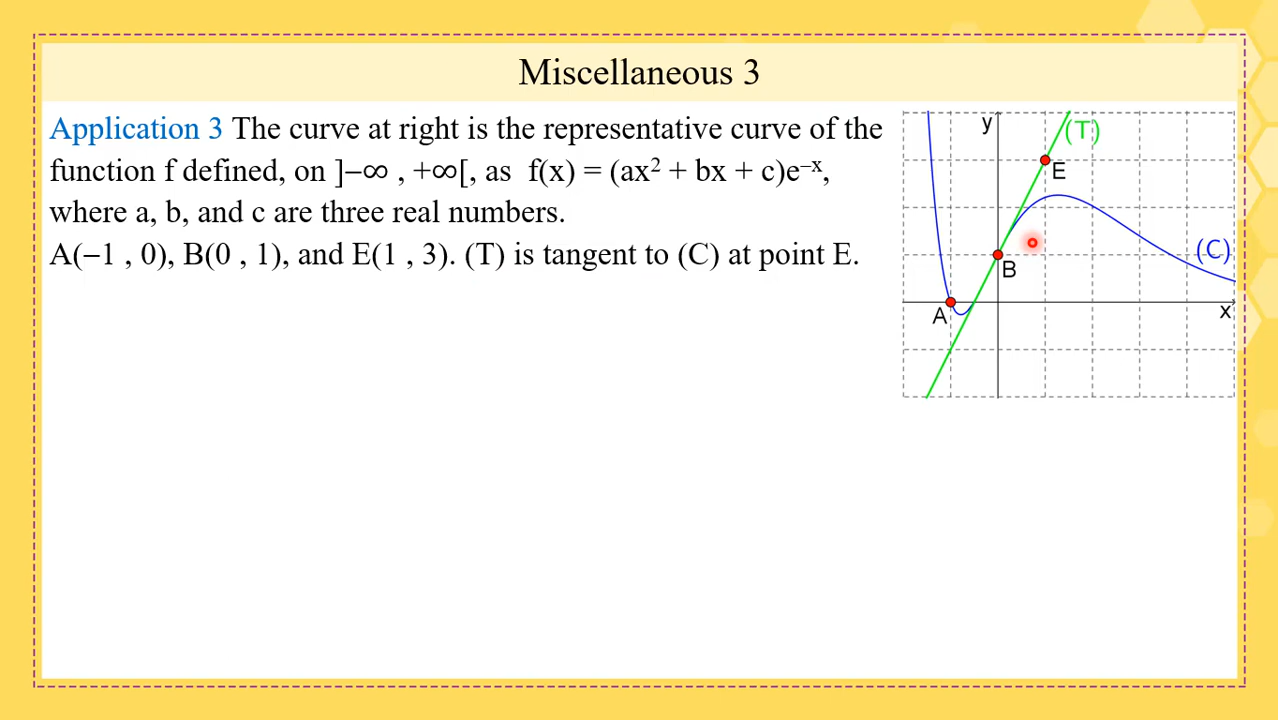 Miscellaneous 3
Application 3 The curve at right is the representative curve of the
function f defined, on ]−∞ , +∞[, as f(x) = (ax² + bx + c)e⁻ˣ,
where a, b, and c are three real numbers.
A(−1 , 0), B(0 , 1), and E(1 , 3). (T) is tangent to (C) at point E.
y
(T)
E
(C)
B
A
x